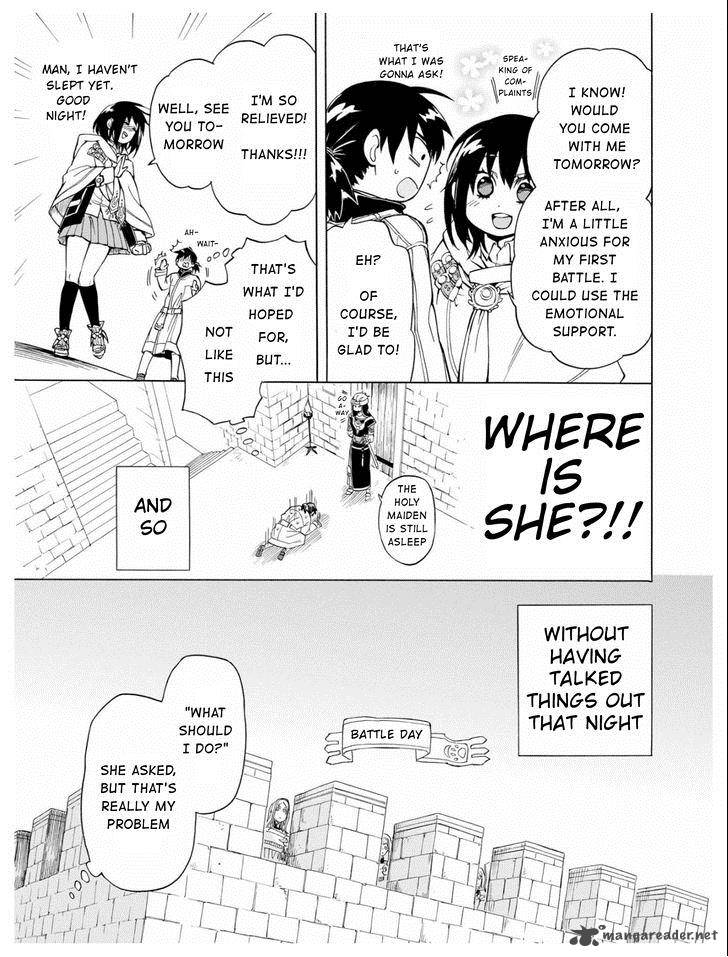 I KNOW!
WOULD
YOU COME
WITH ME
TOMORROW?
AFTER ALL,
I'M A LITTLE
ANXIOUS FOR
MY FIRST
BATTLE. I
COULD USE THE
EMOTIONAL
SUPPORT.
SPEA-
KING OF
COM-
PLAINTS
THAT'S
WHAT I WAS
GONNA ASK!
EH?
OF
COURSE,
I'D BE
GLAD TO!
I'M SO
RELIEVED!
THANKS!!!
WELL, SEE
YOU TO-
MORROW
MAN, I HAVEN'T
SLEPT YET.
GOOD
NIGHT!
AH-
WAIT-
THAT'S
WHAT I'D
HOPED
FOR,
BUT...
NOT
LIKE
THIS
WHERE
IS
SHE?!!
GO
A-
WAY
THE
HOLY
MAIDEN
IS STILL
ASLEEP
AND
SO
WITHOUT
HAVING
TALKED
THINGS OUT
THAT NIGHT
BATTLE DAY
"WHAT
SHOULD
I DO?"
SHE ASKED,
BUT THAT'S
REALLY MY
PROBLEM
mangareader.net